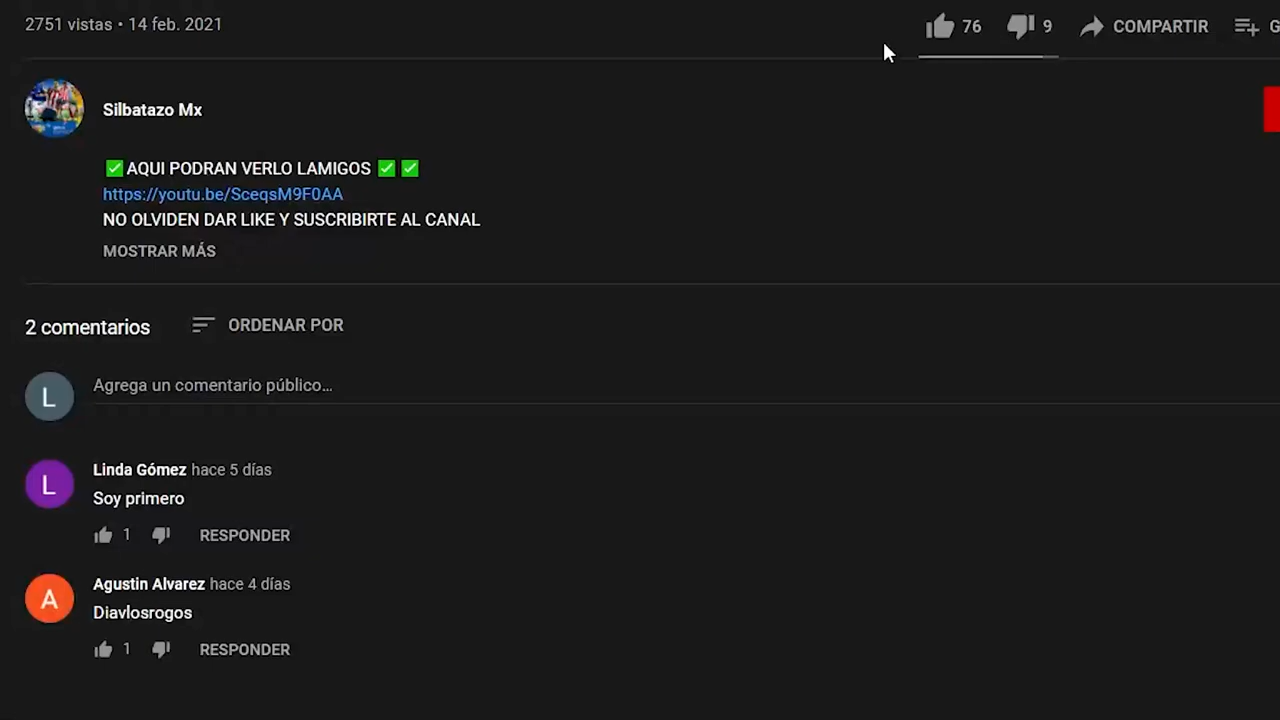 2751 vistas • 14 feb. 2021
76
9
COMPARTIR
G
Silbatazo Mx
✅AQUI PODRAN VERLO LAMIGOS ✅ ✅
https://youtu.be/SceqsM9F0AA
NO OLVIDEN DAR LIKE Y SUSCRIBIRTE AL CANAL
MOSTRAR MÁS
2 comentarios
ORDENAR POR
L
Agrega un comentario público...
L
Linda Gómez hace 5 días
Soy primero
1
RESPONDER
A
Agustin Alvarez hace 4 días
Diavlosrogos
1
RESPONDER